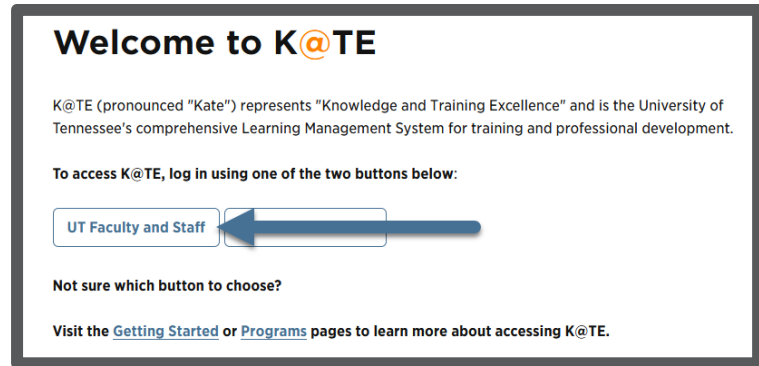 Welcome to K@TE
K@TE (pronounced "Kate") represents "Knowledge and Training Excellence" and is the University of
Tennessee's comprehensive Learning Management System for training and professional development.
To access K@TE, log in using one of the two buttons below:
UT Faculty and Staff
Not sure which button to choose?
Visit the Getting Started or Programs pages to learn more about accessing K@TE.